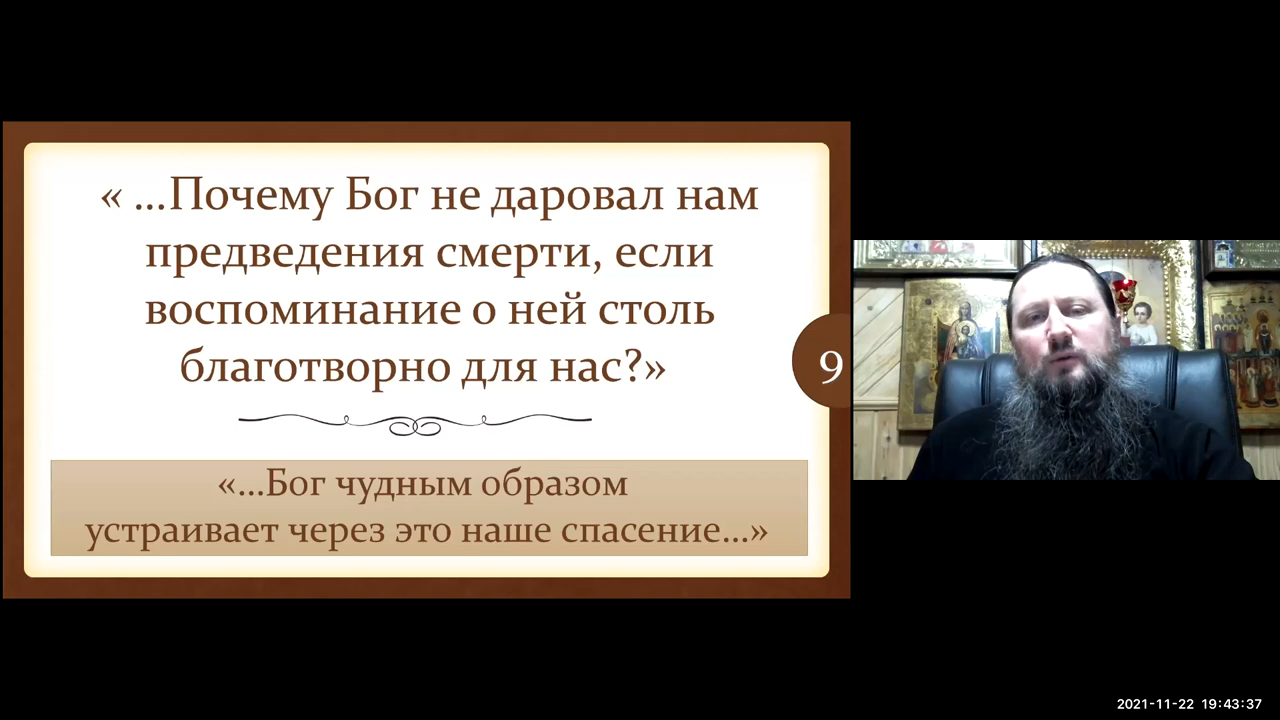 « ...Почему Бог не даровал нам
предведения смерти, если
воспоминание о ней столь
благотворно для нас?»
9
«...Бог чудным образом
устраивает через это наше спасение...»
2021-11-22 19:43:37